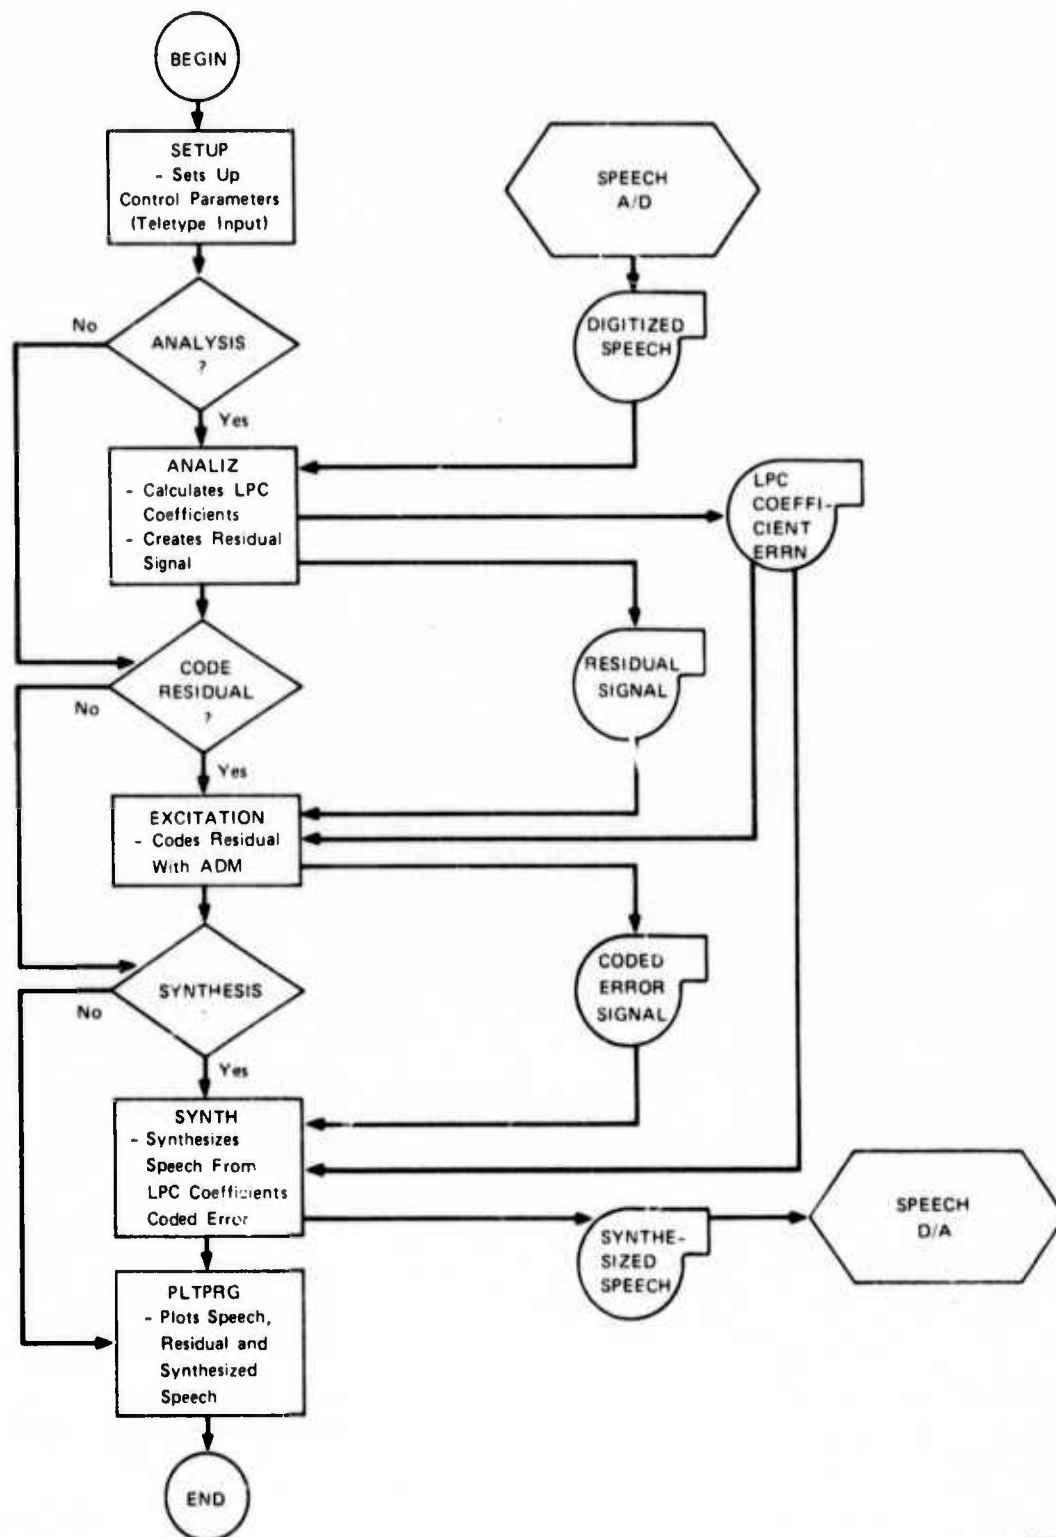 BEGIN
SETUP
- Sets Up
Control Parameters
(Teletype Input)
SPEECH
A/D
No
ANALYSIS
?
DIGITIZED
SPEECH
Yes
ANALIZ
- Calculates LPC
Coefficients
- Creates Residual
Signal
LPC
COEFFI-
CIENT
ERRN
CODE
RESIDUAL
?
No
RESIDUAL
SIGNAL
Yes
EXCITATION
- Codes Residual
With ADM
SYNTHESIS
No
CODED
ERROR
SIGNAL
Yes
SYNTH
- Synthesizes
Speech From
LPC Coefficients
Coded Error
SYNTHE-
SIZED
SPEECH
SPEECH
D/A
PLTPRG
- Plots Speech,
Residual and
Synthesized
Speech
END